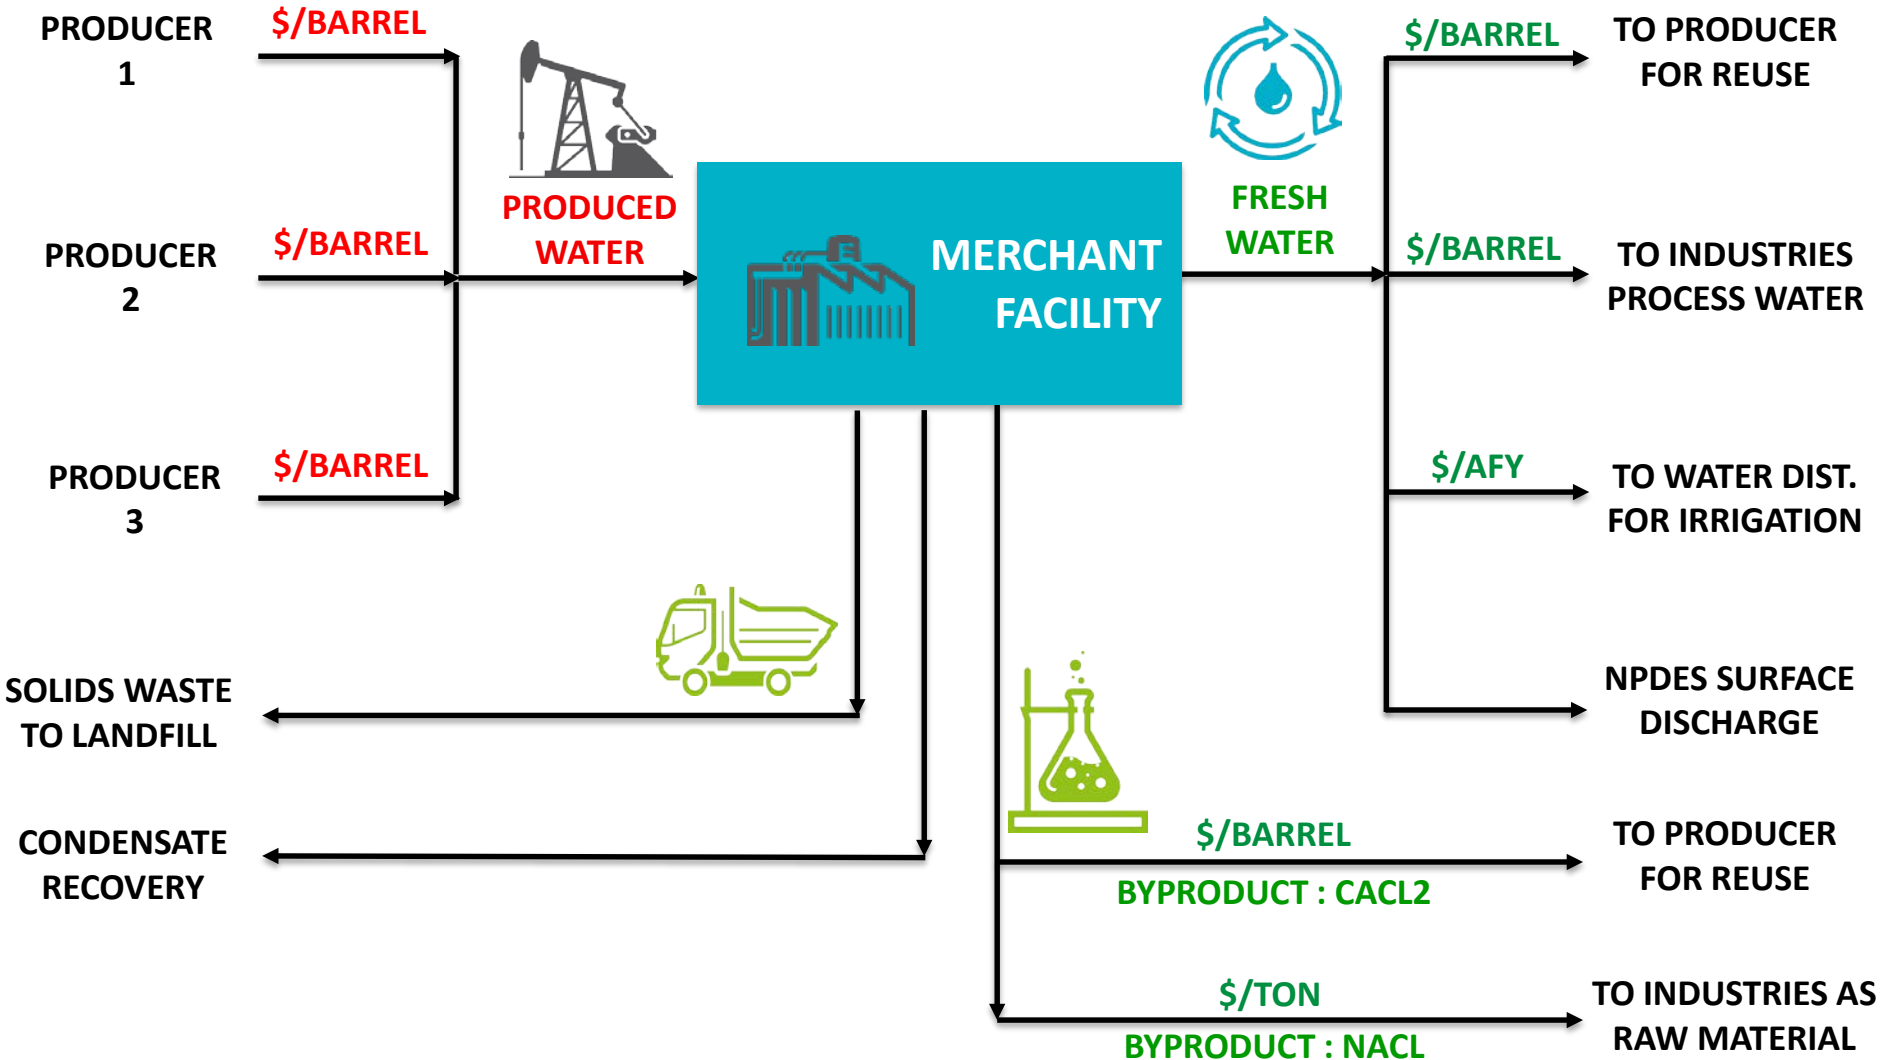 PRODUCER
1
$/BARREL
PRODUCER
2
$/BARREL
PRODUCER
3
$/BARREL
PRODUCED
WATER
MERCHANT
FACILITY
FRESH
WATER
$/BARREL
TO PRODUCER
FOR REUSE
$/BARREL
TO INDUSTRIES
PROCESS WATER
$/AFY
TO WATER DIST.
FOR IRRIGATION
NPDES SURFACE
DISCHARGE
SOLIDS WASTE
TO LANDFILL
CONDENSATE
RECOVERY
$/BARREL
BYPRODUCT : CACL2
TO PRODUCER
FOR REUSE
$/TON
BYPRODUCT : NACL
TO INDUSTRIES AS
RAW MATERIAL